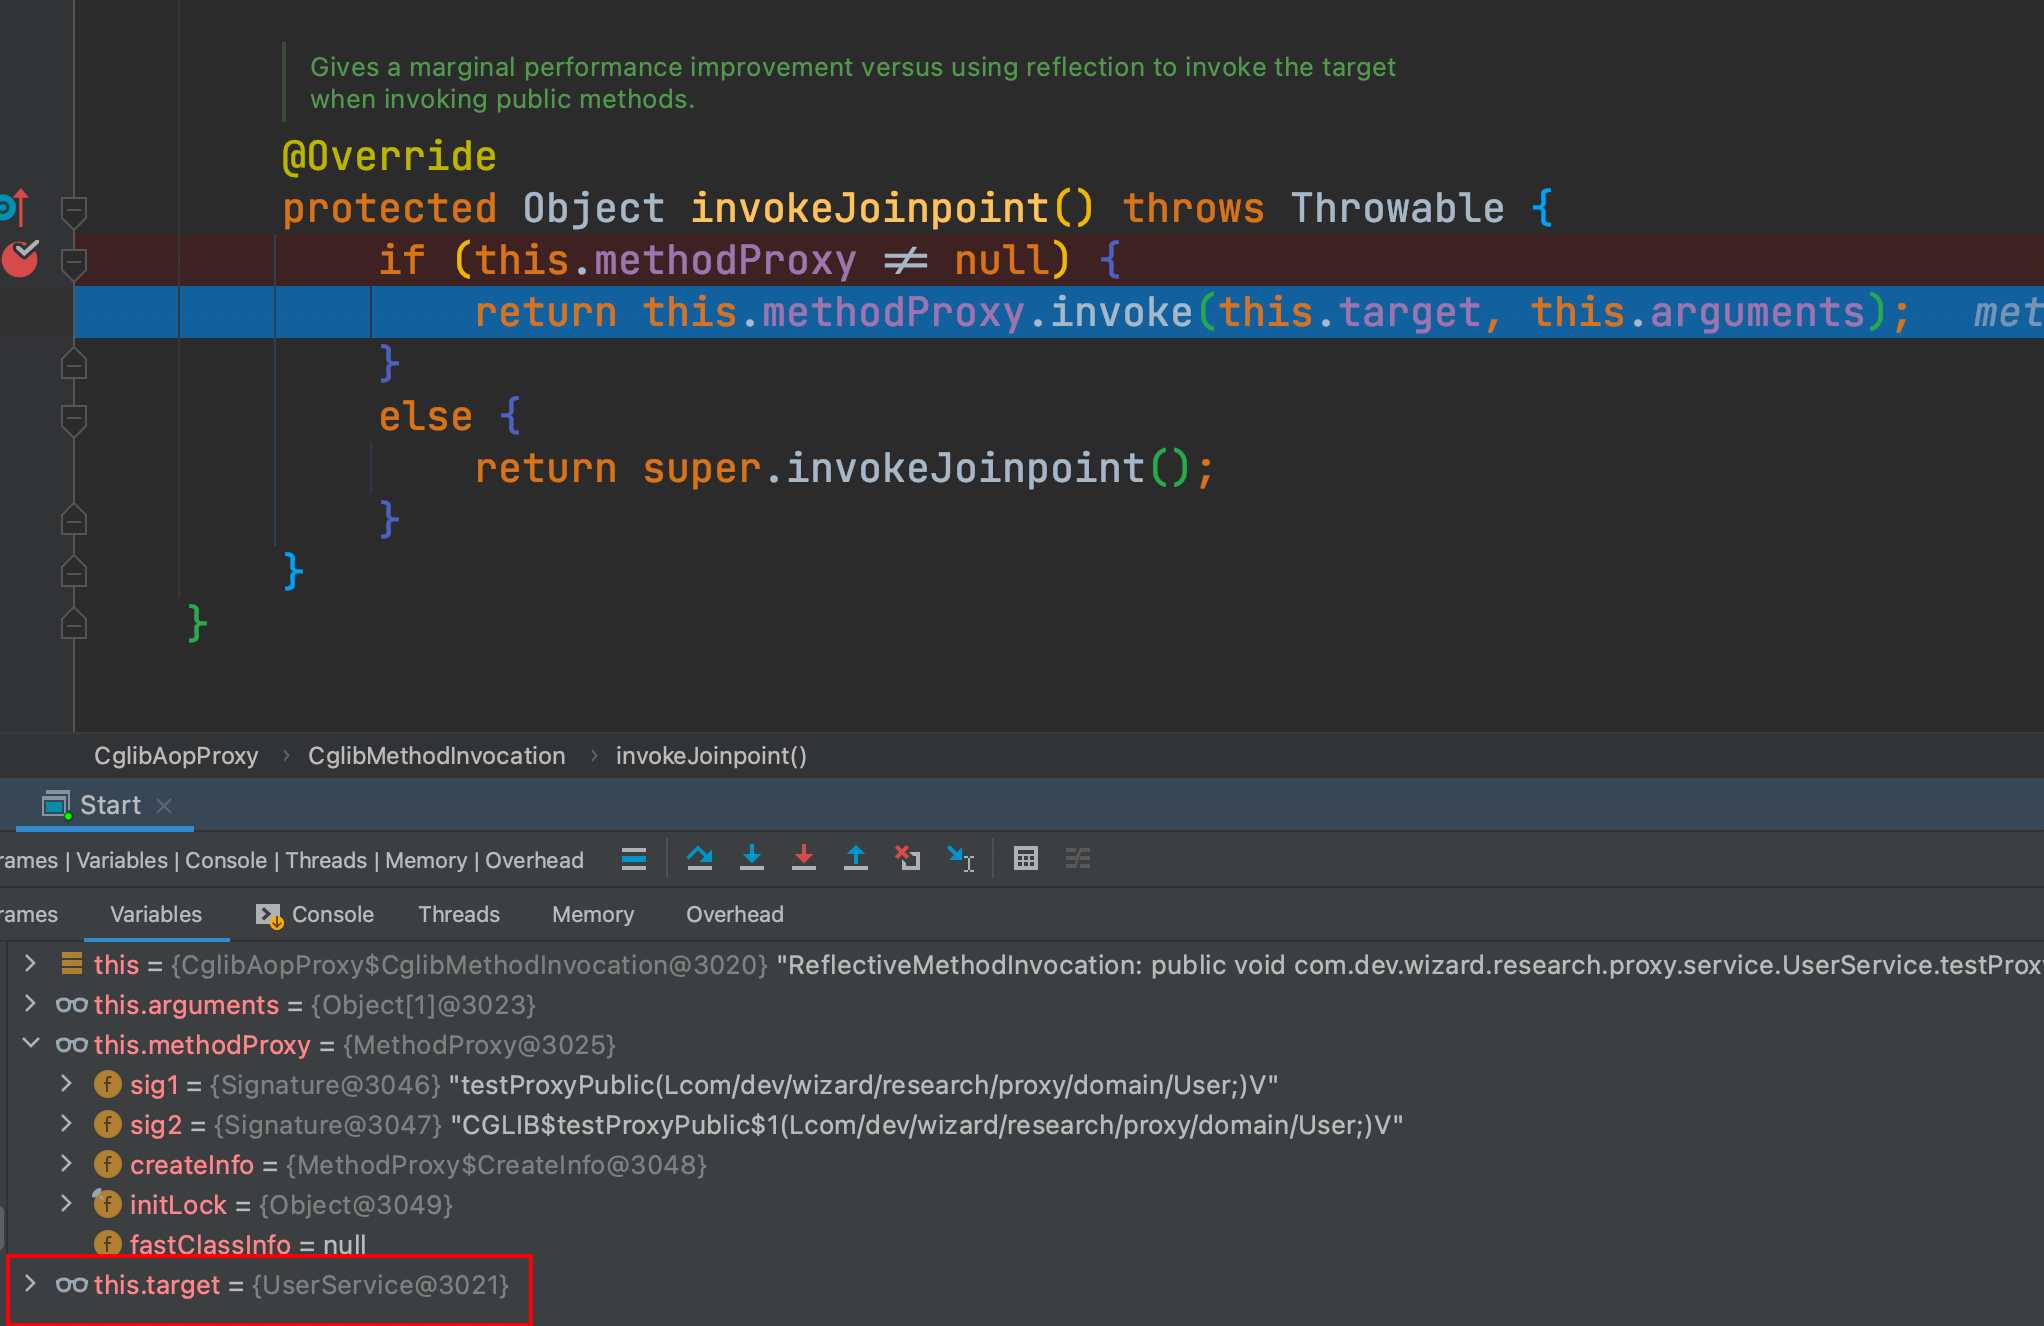 Gives a marginal performance improvement versus using reflection to invoke the target
when invoking public methods.
@Override
protected Object invokeJoinpoint() throws Throwable {
if (this.methodProxy ≠ null) {
return this.methodProxy.invoke(this.target, this.arguments); met
}
else {
return super.invokeJoinpoint();
}
}
}
CglibAopProxy › CglibMethodInvocation › invokeJoinpoint()
Start ×
rames | Variables | Console | Threads | Memory | Overhead
rames Variables Console Threads Memory Overhead
this = {CglibAopProxy$CglibMethodInvocation@3020} "ReflectiveMethodInvocation: public void com.dev.wizard.research.proxy.service.UserService.testProxy
this.arguments = {Object[1]@3023}
this.methodProxy = {MethodProxy@3025}
f sig1 = {Signature@3046} "testProxyPublic(Lcom/dev/wizard/research/proxy/domain/User;)V"
f sig2 = {Signature@3047} "CGLIB$testProxyPublic$1(Lcom/dev/wizard/research/proxy/domain/User;)V"
f createInfo = {MethodProxy$CreateInfo@3048}
f initLock = {Object@3049}
f fastClassInfo = null
this.target = {UserService@3021}